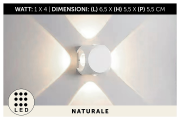 WATT: 1 X 4 | DIMENSIONI: (L) 6,5 X (H) 5,5 X (P) 5,5 CM
LED
NATURALE